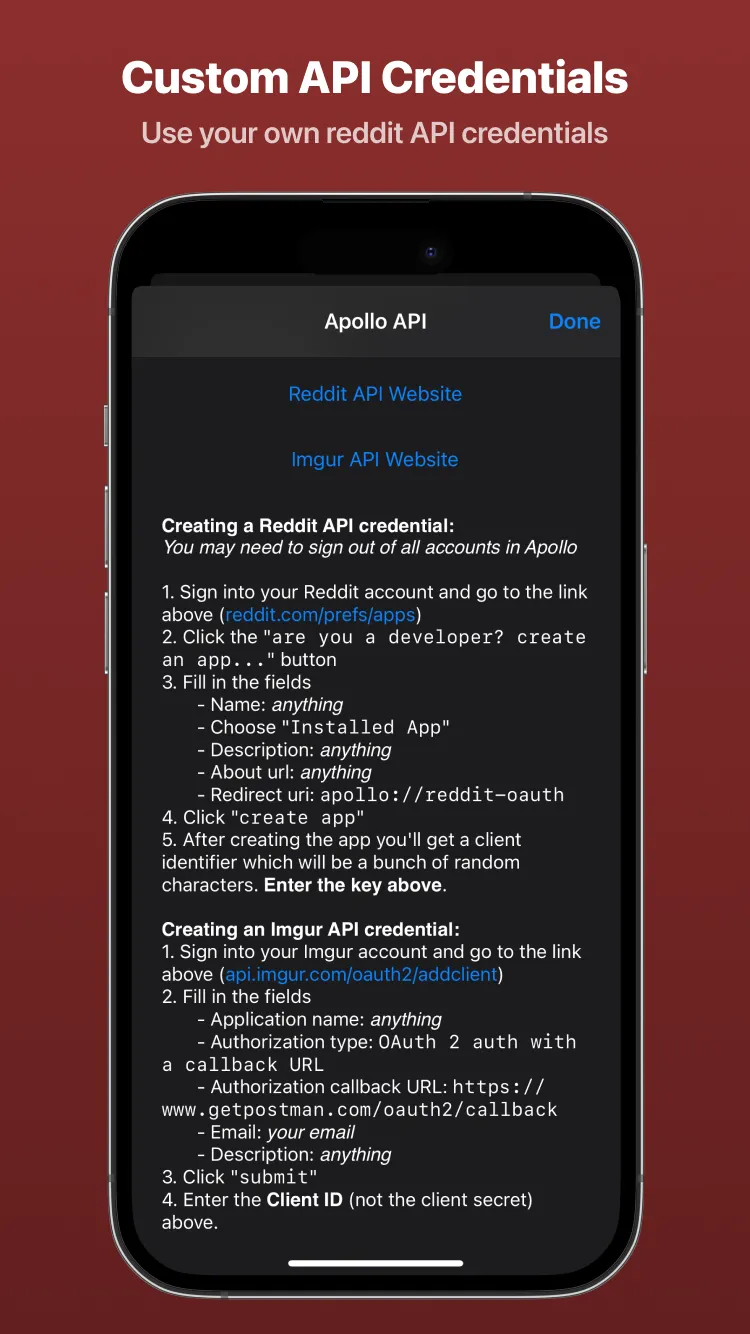 Custom API Credentials
Use your own reddit API credentials
Apollo API
Done
Reddit API Website
Imgur API Website
Creating a Reddit API credential:
You may need to sign out of all accounts in Apollo
1. Sign into your Reddit account and go to the link
above (reddit.com/prefs/apps)
2. Click the "are you a developer? create
an app..." button
3. Fill in the fields
- Name: anything
- Choose "Installed App"
- Description: anything
- About url: anything
- Redirect uri: apollo://reddit-oauth
4. Click "create app"
5. After creating the app you'll get a client
identifier which will be a bunch of random
characters. Enter the key above.
Creating an Imgur API credential:
1. Sign into your Imgur account and go to the link
above (api.imgur.com/oauth2/addclient)
2. Fill in the fields
- Application name: anything
- Authorization type: OAuth 2 auth with
a callback URL
- Authorization callback URL: https://
www.getpostman.com/oauth2/callback
- Email: your email
- Description: anything
3. Click "submit"
4. Enter the Client ID (not the client secret)
above.